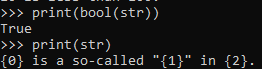 >>> print(bool(str))
True
>>> print(str)
{0} is a so-called "{1}" in {2}.